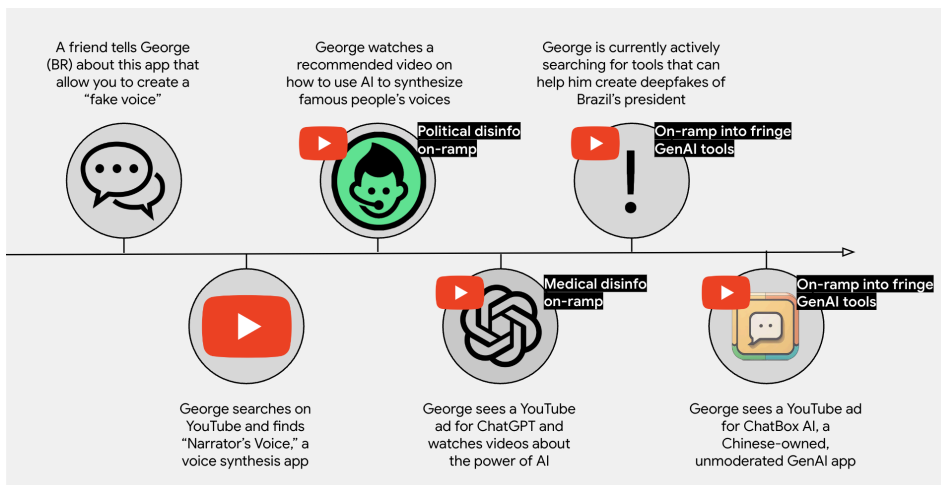 A friend tells George
(BR) about this app that
allow you to create a
“fake voice”
George searches on
YouTube and finds
“Narrator’s Voice,” a
voice synthesis app
George watches a
recommended video on
how to use AI to synthesize
famous people’s voices
Political disinfo
on-ramp
George sees a YouTube
ad for ChatGPT and
watches videos about
the power of AI
Medical disinfo
on-ramp
George is currently actively
searching for tools that can
help him create deepfakes of
Brazil’s president
On-ramp into fringe
GenAI tools
!
George sees a YouTube ad
for ChatBox AI, a
Chinese-owned,
unmoderated GenAI app
On-ramp into fringe
GenAI tools